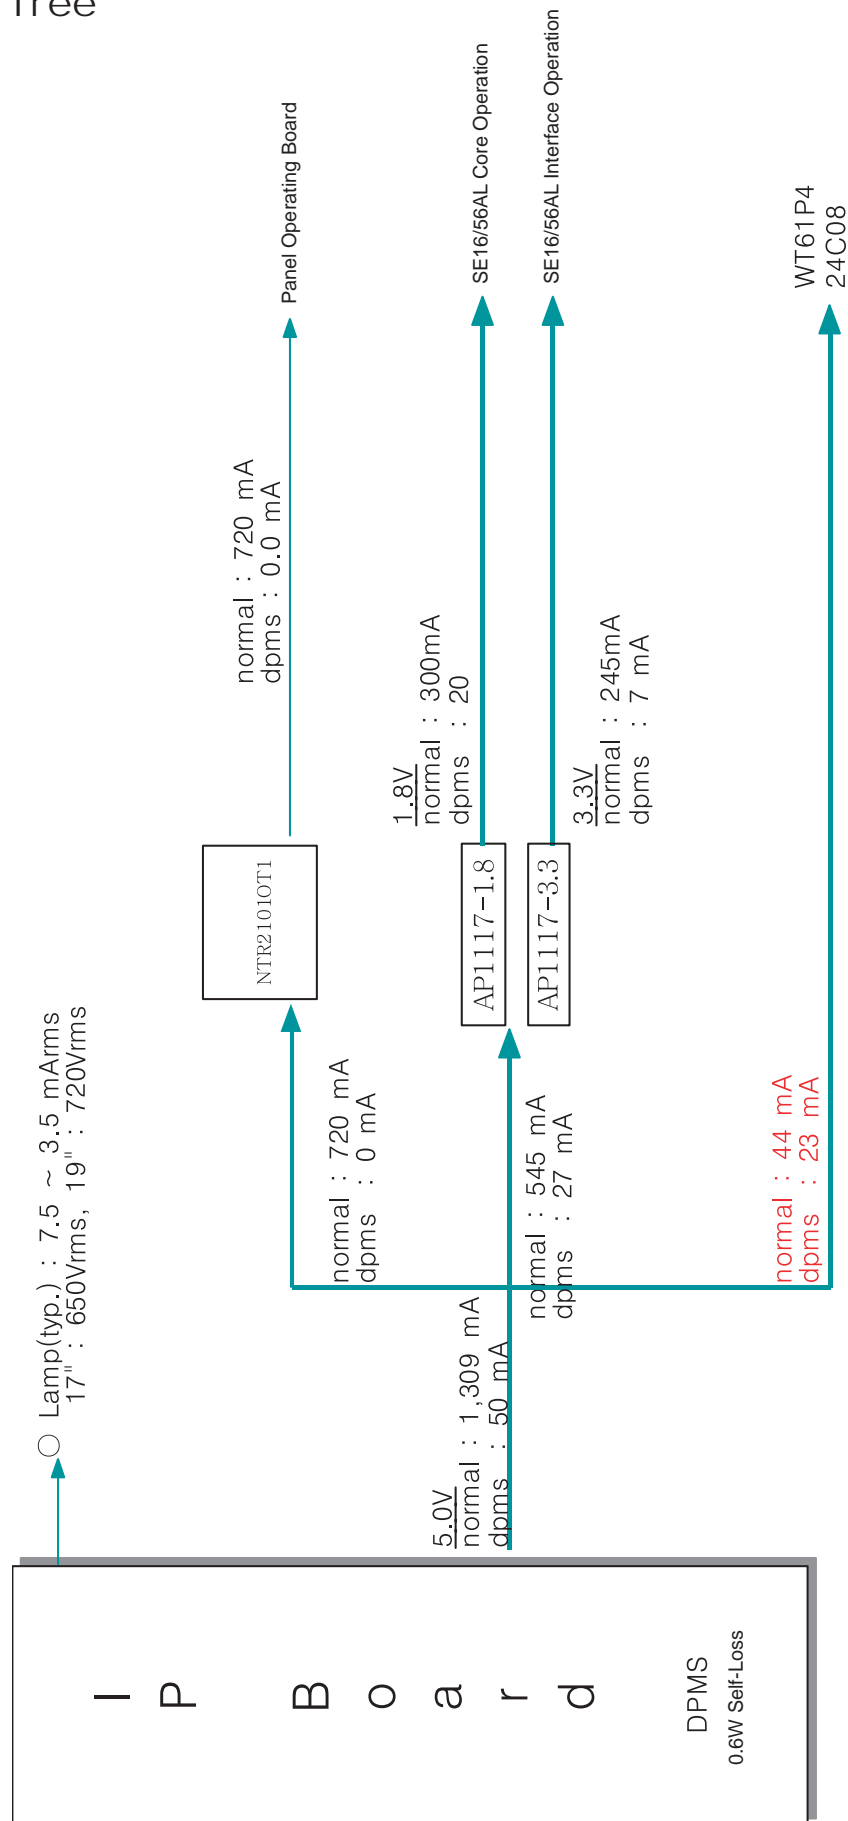 Tree
○ Lamp(typ.) : 7.5 ~ 3.5 mArms
17" : 650Vrms, 19" : 720Vrms
IP Board
DPMS
0.6W Self-Loss
5.0V
normal : 1,309 mA
dpms : 50 mA
normal : 720 mA
dpms : 0 mA
NTR2101OT1
normal : 720 mA
dpms : 0.0 mA
Panel Operating Board
normal : 545 mA
dpms : 27 mA
AP1117-1.8
1.8V
normal : 300mA
dpms : 20
SE16/56AL Core Operation
AP1117-3.3
3.3V
normal : 245mA
dpms : 7 mA
SE16/56AL Interface Operation
normal : 44 mA
dpms : 23 mA
WT61P4
24C08